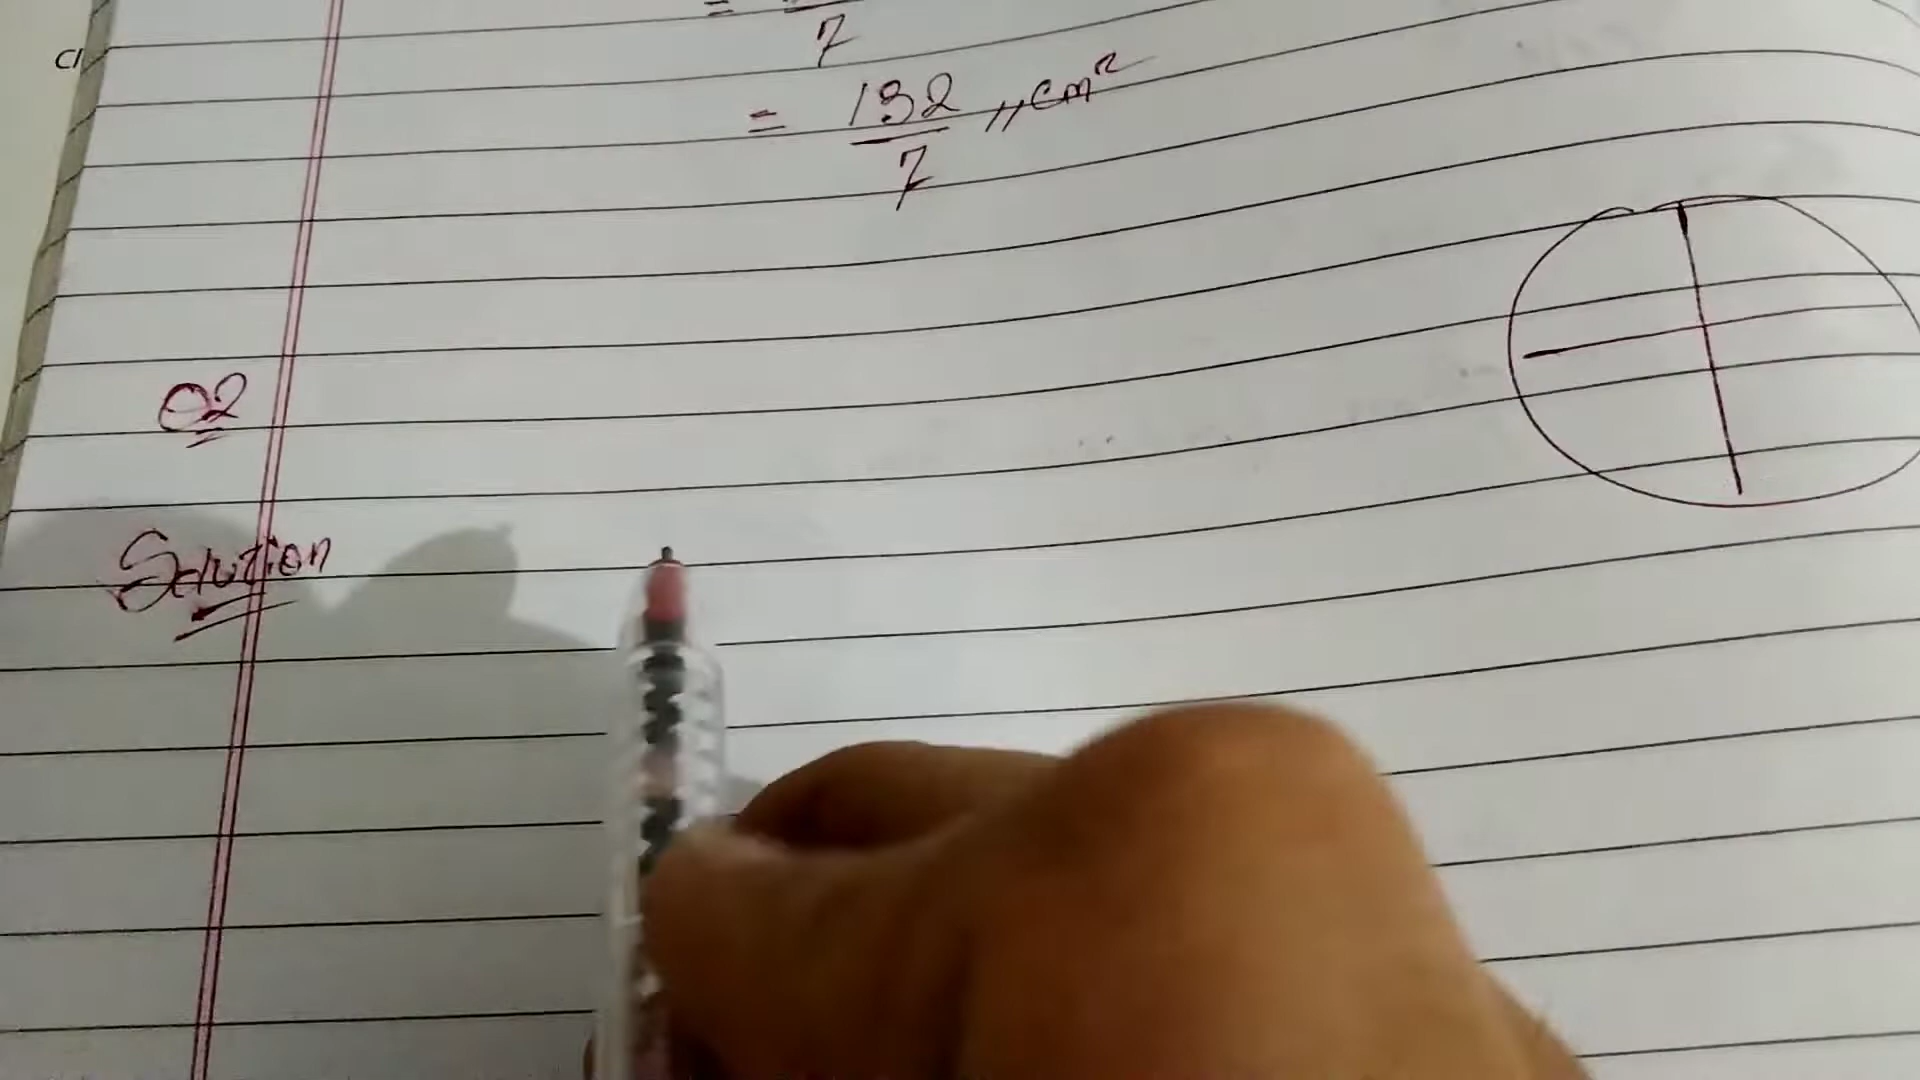 = 
7
= 132 ,, cm²
7
Q2
Solution